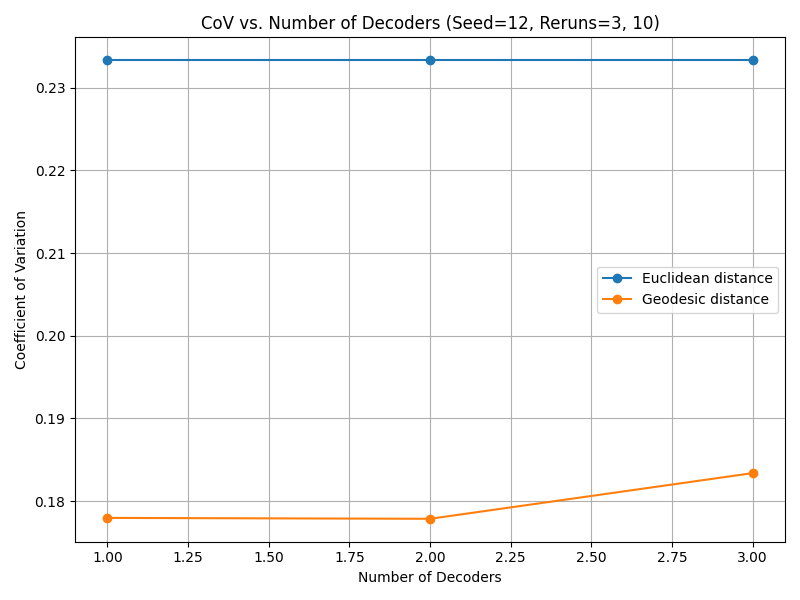 CoV vs. Number of Decoders (Seed=12, Reruns=3, 10)
Coefficient of Variation
0.23
0.22
0.21
0.20
0.19
0.18
Euclidean distance
Geodesic distance
1.00 1.25 1.50 1.75 2.00 2.25 2.50 2.75 3.00
Number of Decoders